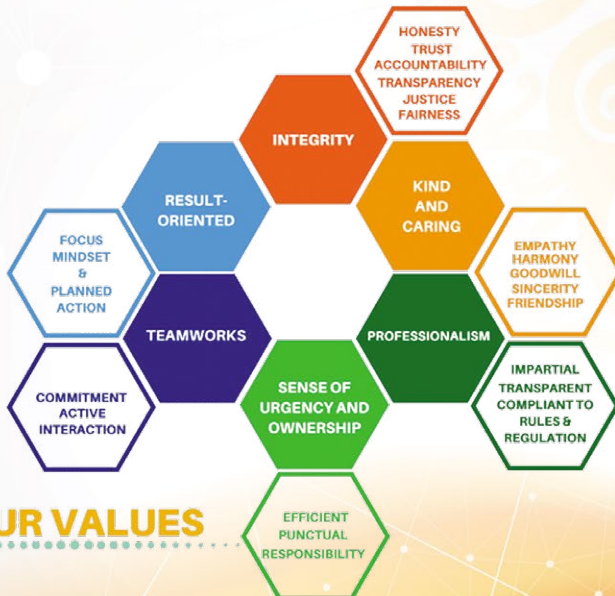 HONESTY
TRUST
ACCOUNTABILITY
TRANSPARENCY
JUSTICE
FAIRNESS
INTEGRITY
KIND
AND
CARING
RESULT-
ORIENTED
FOCUS
MINDSET
&
PLANNED
ACTION
EMPATHY
HARMONY
GOODWILL
SINCERITY
FRIENDSHIP
TEAMWORKS
PROFESSIONALISM
COMMITMENT
ACTIVE
INTERACTION
SENSE OF
URGENCY AND
OWNERSHIP
IMPARTIAL
TRANSPARENT
COMPLIANT TO
RULES &
REGULATION
UR VALUES
EFFICIENT
PUNCTUAL
RESPONSIBILITY